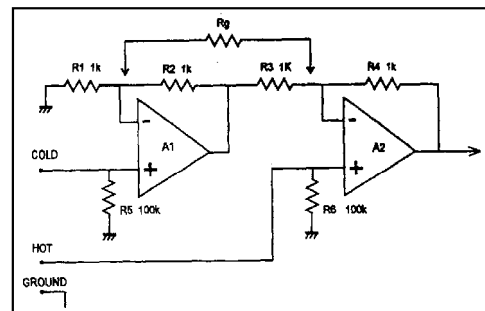 Rg
R1 1k
R2 1k
R3 1K
R4 1k
-
A1
+
-
A2
+
COLD
R5 100k
R6 100k
HOT
GROUND